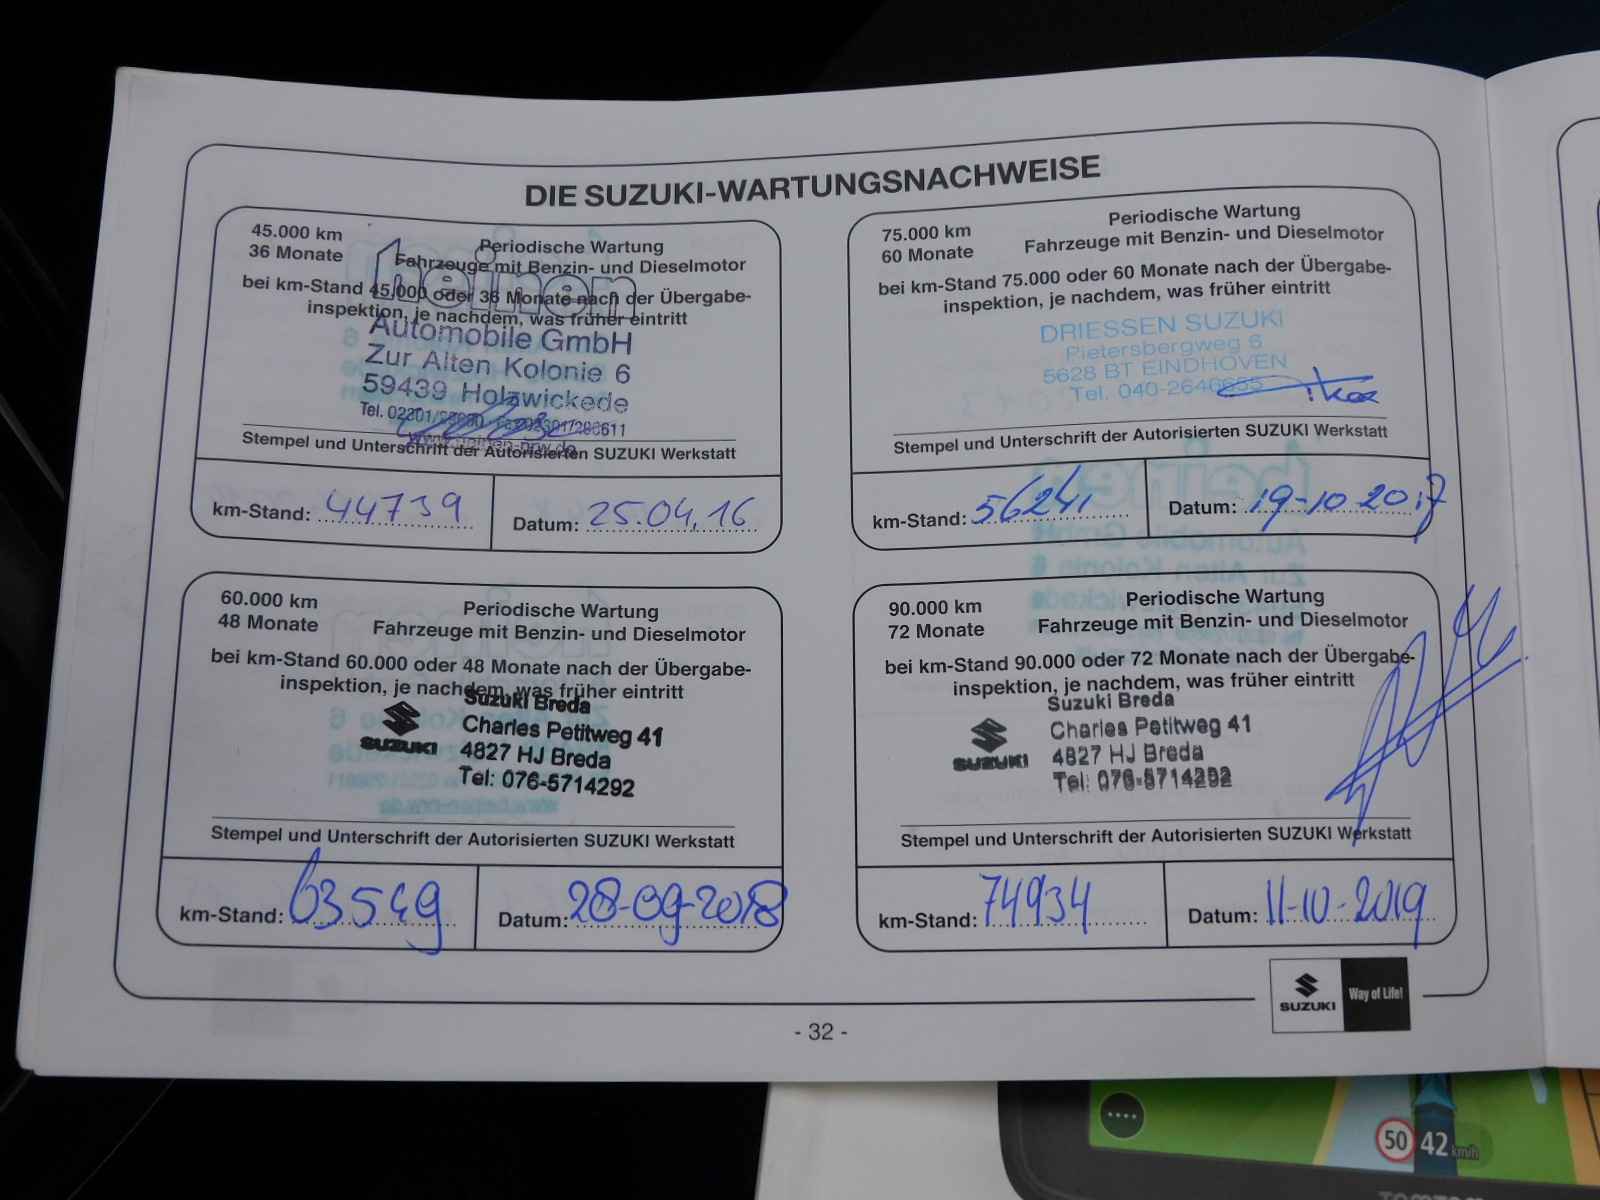 DIE SUZUKI-WARTUNGSNACHWEISE
45.000 km
36 Monate
Periodische Wartung
Fahrzeuge mit Benzin- und Dieselmotor
bei km-Stand 45.000 oder 36 Monate nach der Übergabe-
inspektion, je nachdem, was früher eintritt
heinen
Automobile GmbH
Zur Alten Kolonie 6
59439 Holzwickede
Stempel und Unterschrift der Autorisierten SUZUKI Werkstatt
km-Stand: 44739
Datum: 25.04.16
75.000 km
60 Monate
Periodische Wartung
Fahrzeuge mit Benzin- und Dieselmotor
bei km-Stand 75.000 oder 60 Monate nach der Übergabe-
inspektion, je nachdem, was früher eintritt
DRIESSEN SUZUKI
Pietersbergweg 6
5628 BT EINDHOVEN
Tel. 040-2646655
Stempel und Unterschrift der Autorisierten SUZUKI Werkstatt
km-Stand: 56241
Datum: 19-10-2017
60.000 km
48 Monate
Periodische Wartung
Fahrzeuge mit Benzin- und Dieselmotor
bei km-Stand 60.000 oder 48 Monate nach der Übergabe-
inspektion, je nachdem, was früher eintritt
SUZUKI
Suzuki Breda
Charles Petitweg 41
4827 HJ Breda
Tel: 076-5714292
Stempel und Unterschrift der Autorisierten SUZUKI Werkstatt
km-Stand: 63549
Datum: 28-09-2018
90.000 km
72 Monate
Periodische Wartung
Fahrzeuge mit Benzin- und Dieselmotor
bei km-Stand 90.000 oder 72 Monate nach der Übergabe-
inspektion, je nachdem, was früher eintritt
SUZUKI
Suzuki Breda
Charles Petitweg 41
4827 HJ Breda
Tel: 076-5714292
Stempel und Unterschrift der Autorisierten SUZUKI Werkstatt
km-Stand: 74934
Datum: 11-10-2019
SUZUKI
Way of Life!
- 32 -
50
42 km/h